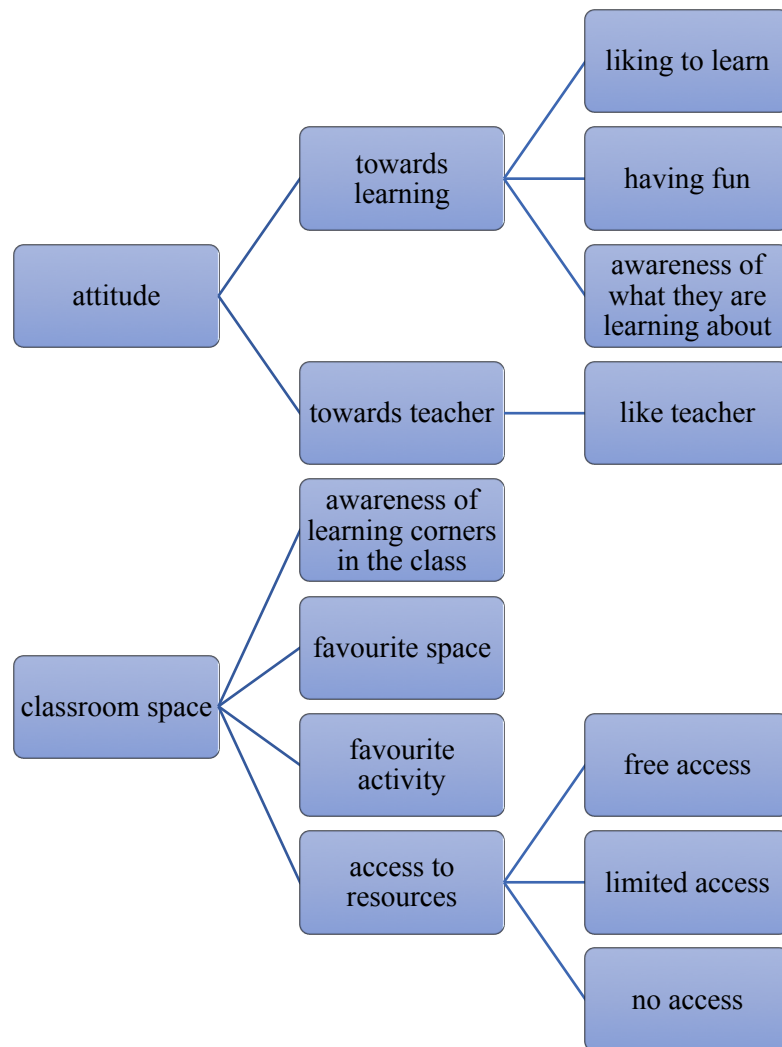 attitude
towards
learning
liking to learn
having fun
awareness of
what they are
learning about
towards teacher
like teacher
classroom space
awareness of
learning corners
in the class
favourite space
favourite
activity
access to
resources
free access
limited access
no access